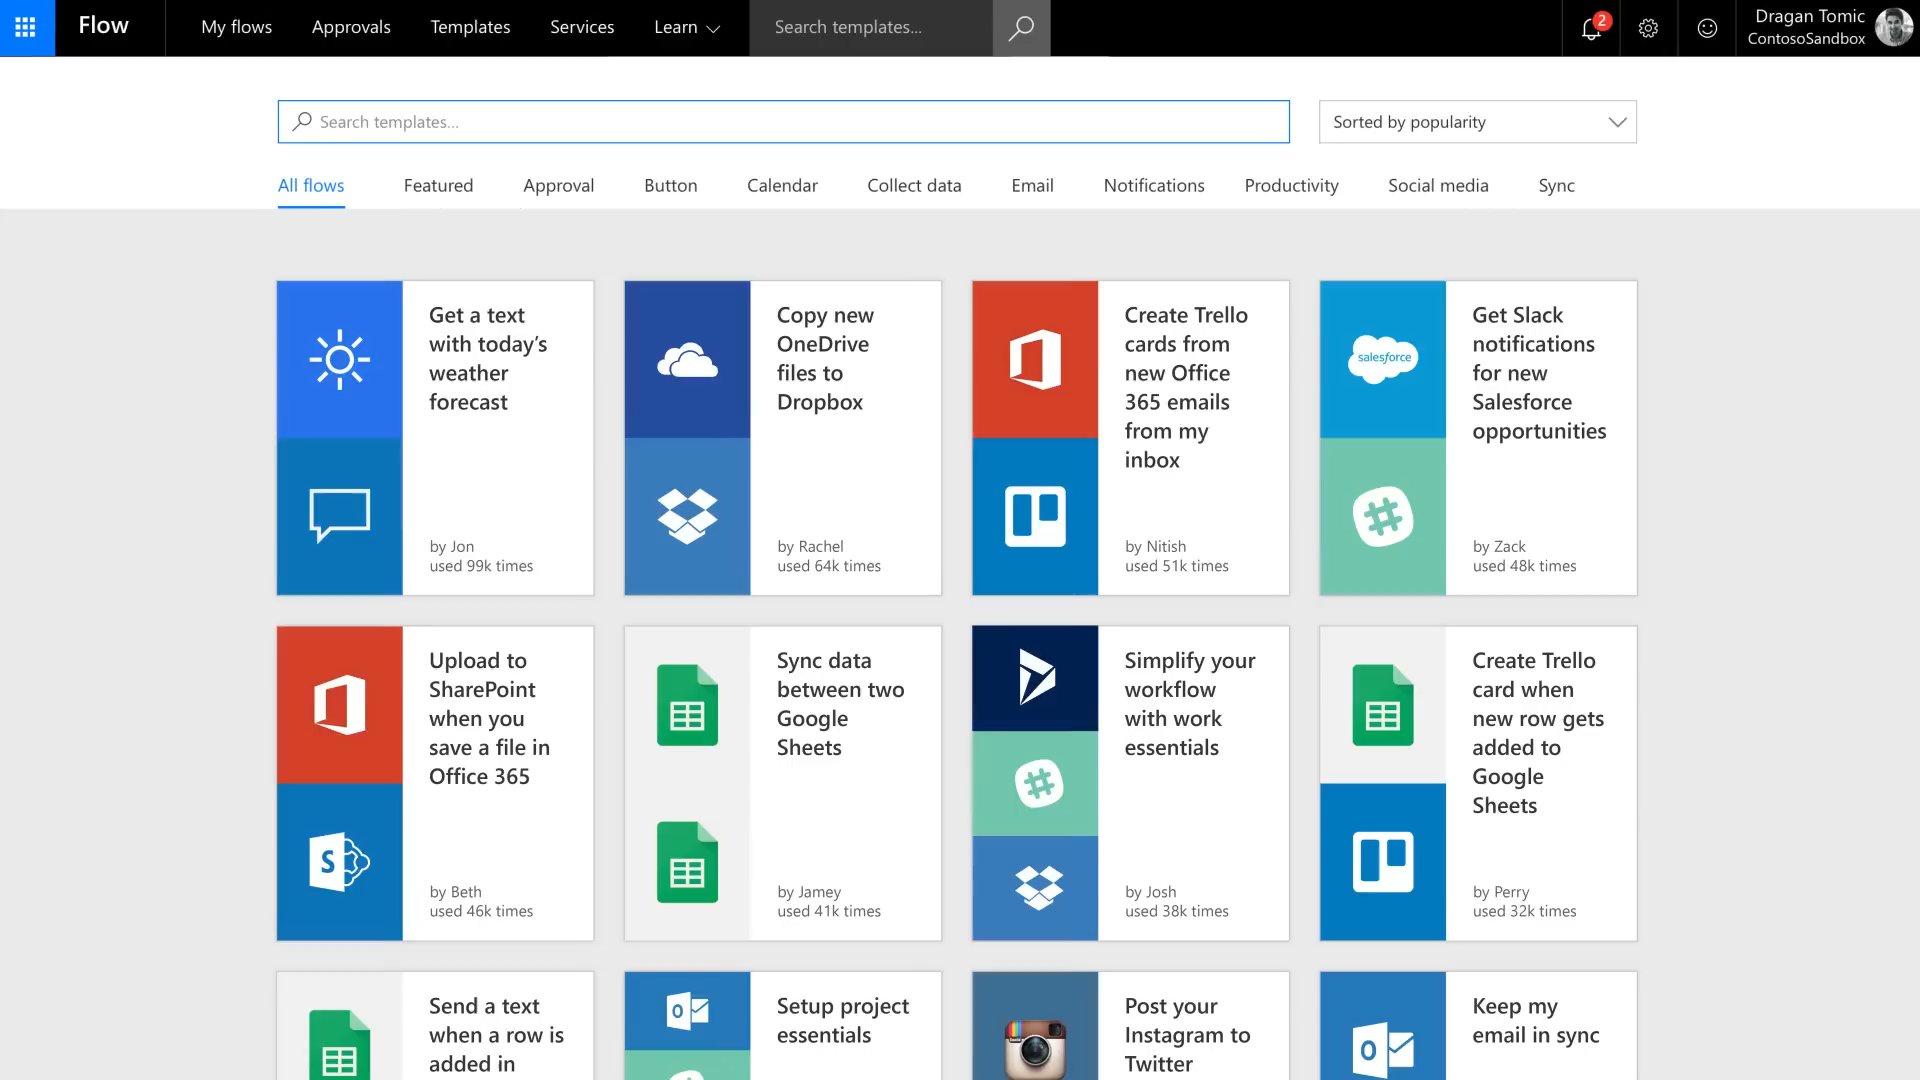 Flow
My flows
Approvals
Templates
Services
Learn
Search templates...
2
Dragan Tomic
ContosoSandbox
Search templates...
Sorted by popularity
All flows
Featured
Approval
Button
Calendar
Collect data
Email
Notifications
Productivity
Social media
Sync
Get a text
with today's
weather
forecast
by Jon
used 99k times
Copy new
OneDrive
files to
Dropbox
by Rachel
used 64k times
Create Trello
cards from
new Office
365 emails
from my
inbox
by Nitish
used 51k times
salesforce
Get Slack
notifications
for new
Salesforce
opportunities
by Zack
used 48k times
Upload to
SharePoint
when you
save a file in
Office 365
S
by Beth
used 46k times
Sync data
between two
Google
Sheets
by Jamey
used 41k times
Simplify your
workflow
with work
essentials
by Josh
used 38k times
Create Trello
card when
new row gets
added to
Google
Sheets
by Perry
used 32k times
Send a text
when a row is
added in
Setup project
essentials
Post your
Instagram to
Twitter
Keep my
email in sync